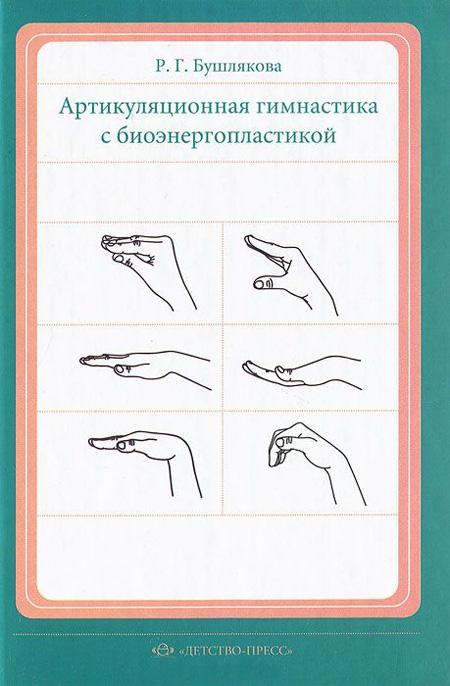 Р. Г. Бушлякова
Артикуляционная гимнастика
с биоэнергопластикой
«ДЕТСТВО-ПРЕСС»